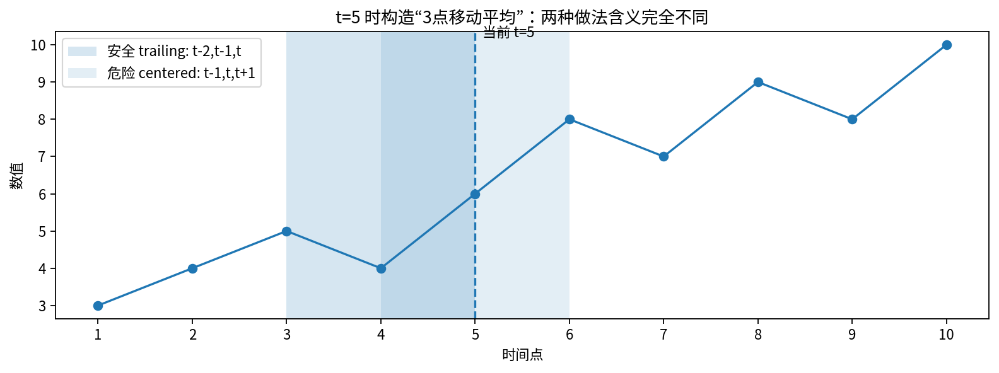 t=5 时构造“3点移动平均”：两种做法含义完全不同
当前 t=5
安全 trailing: t-2,t-1,t
危险 centered: t-1,t,t+1
数值
10
9
8
7
6
5
4
3
1 2 3 4 5 6 7 8 9 10
时间点